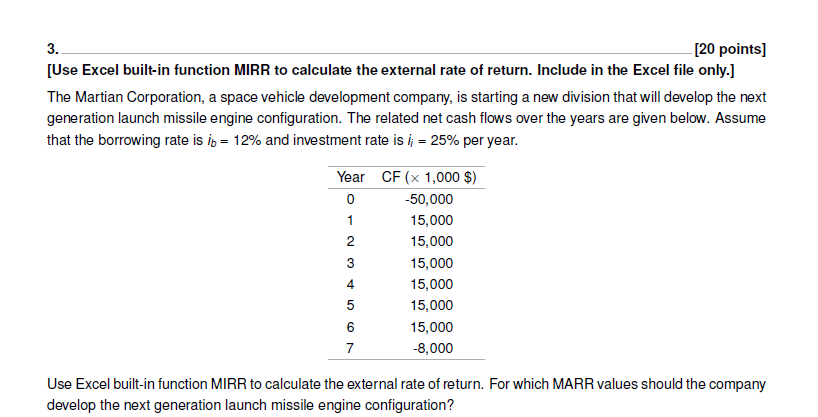 3. [20 points]
[Use Excel built-in function MIRR to calculate the external rate of return. Include in the Excel file only.]
The Martian Corporation, a space vehicle development company, is starting a new division that will develop the next
generation launch missile engine configuration. The related net cash flows over the years are given below. Assume
that the borrowing rate is i_b = 12% and investment rate is i_i = 25% per year.
Year CF (× 1,000 $)
0 -50,000
1 15,000
2 15,000
3 15,000
4 15,000
5 15,000
6 15,000
7 -8,000
Use Excel built-in function MIRR to calculate the external rate of return. For which MARR values should the company
develop the next generation launch missile engine configuration?